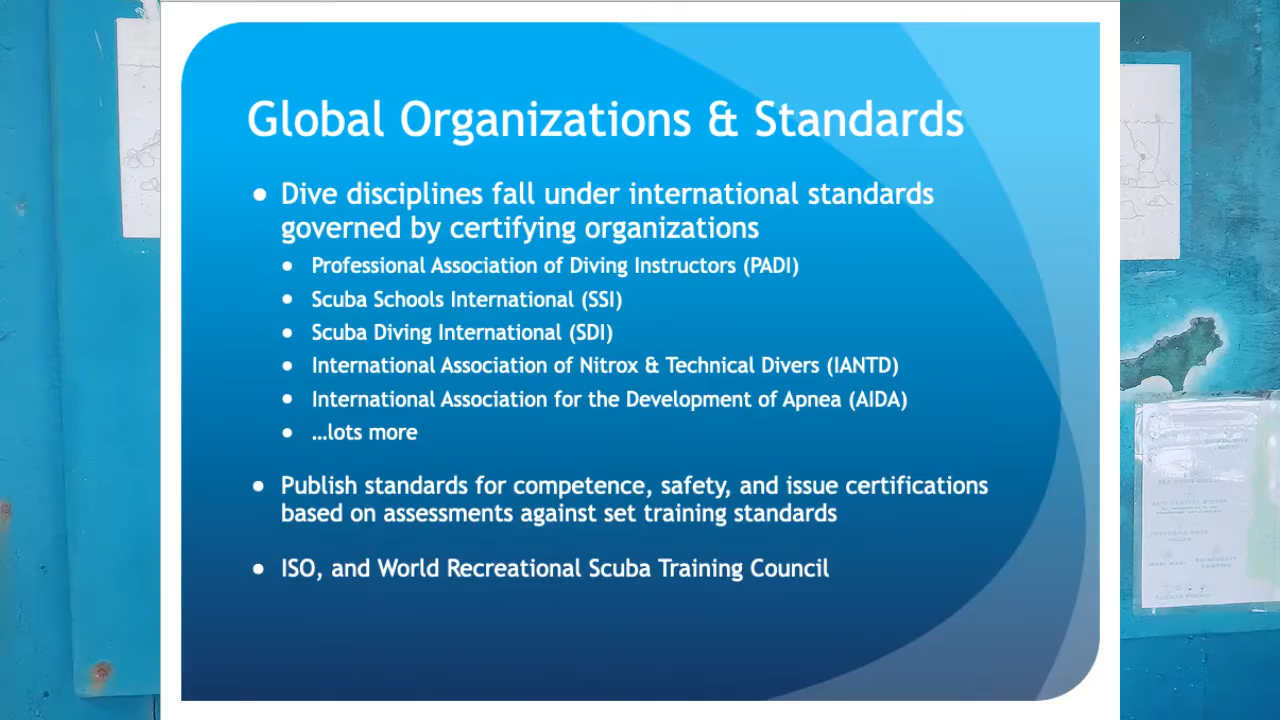 Global Organizations & Standards
• Dive disciplines fall under international standards
governed by certifying organizations
• Professional Association of Diving Instructors (PADI)
• Scuba Schools International (SSI)
• Scuba Diving International (SDI)
• International Association of Nitrox & Technical Divers (IANTD)
• International Association for the Development of Apnea (AIDA)
• …lots more
• Publish standards for competence, safety, and issue certifications
based on assessments against set training standards
• ISO, and World Recreational Scuba Training Council